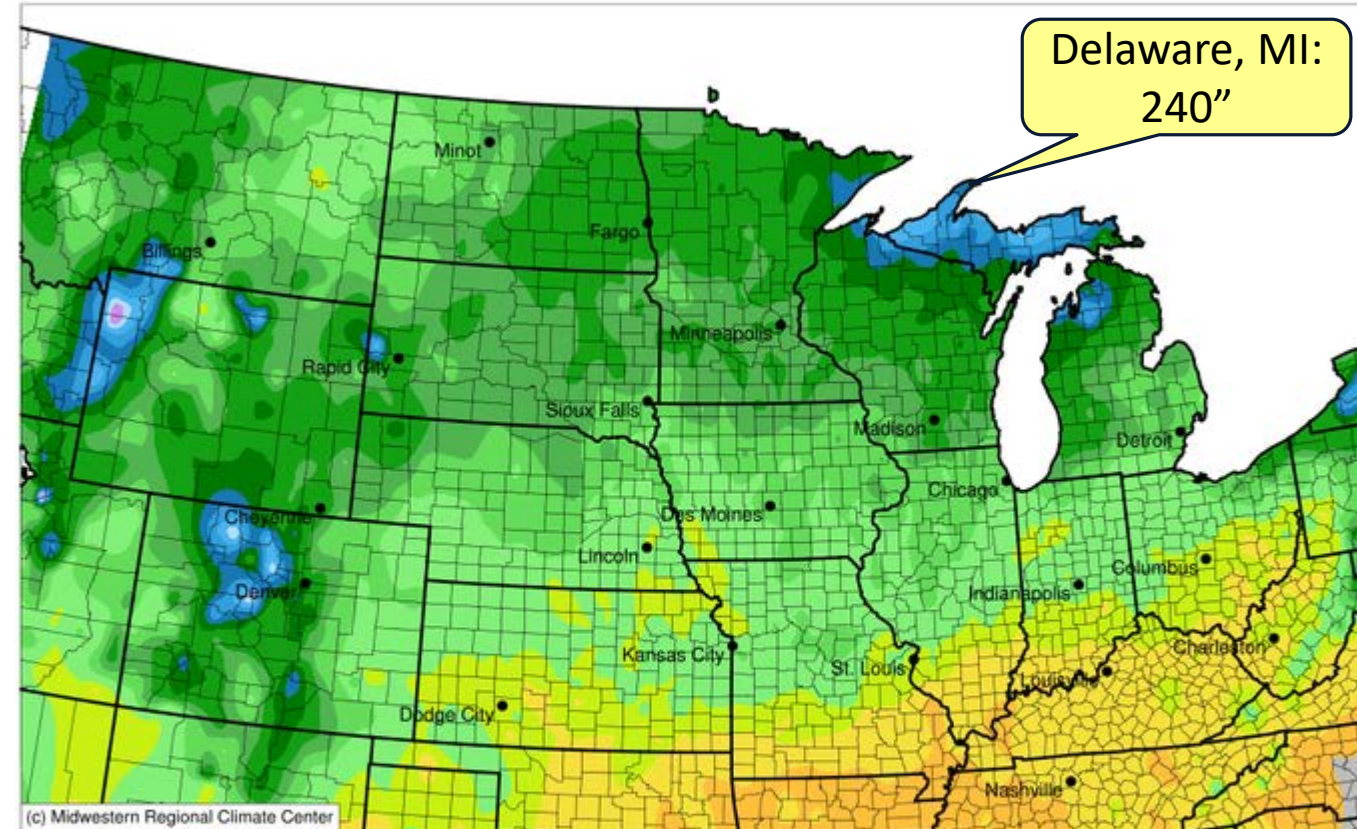 Delaware, MI:
240”
Minot
Fargo
Billings
Minneapolis
Rapid City
Sioux Falls
Madison
Detroit
Chicago
Cheyenne
Des Moines
Lincoln
Columbus
Denver
Indianapolis
Kansas City
St. Louis
Charleston
Louisville
Dodge City
Nashville
(c) Midwestern Regional Climate Center